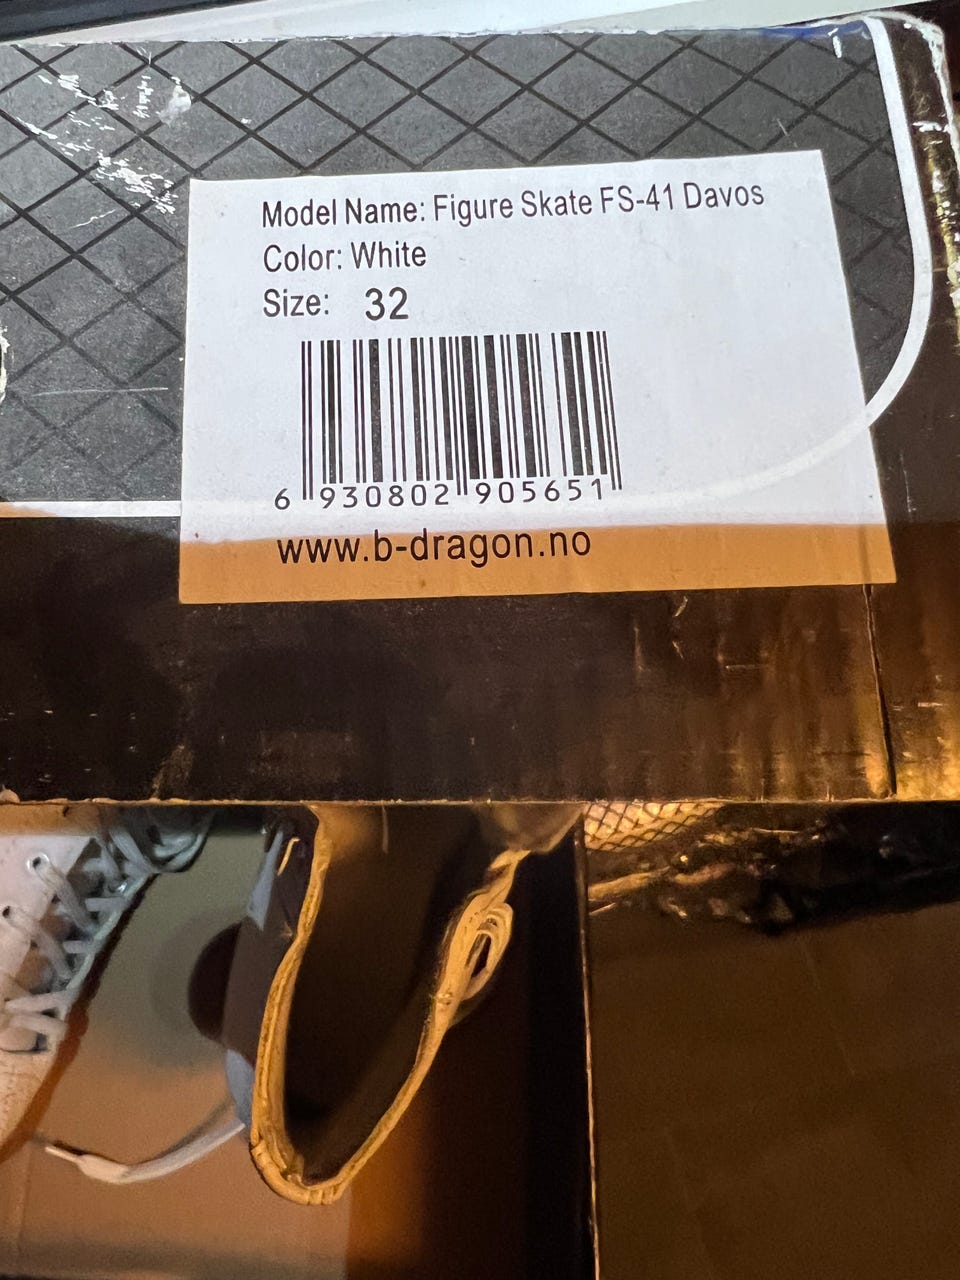 Model Name: Figure Skate FS-41 Davos
Color: White
Size: 32
6 930802 905651
www.b-dragon.no